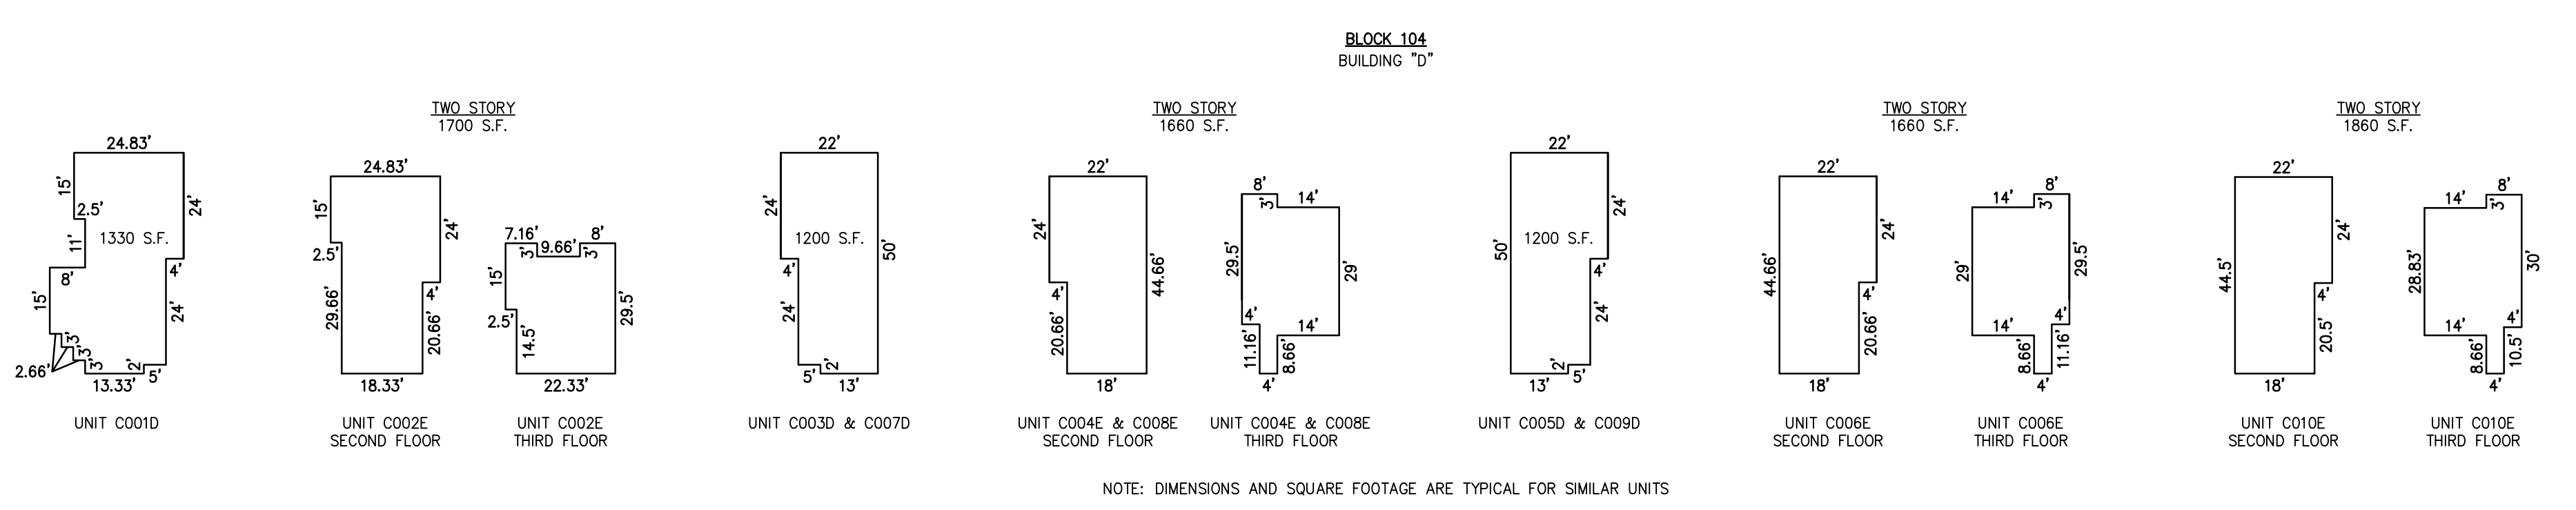 BLOCK 104
BUILDING "D"
TWO STORY
1700 S.F.
TWO STORY
1660 S.F.
TWO STORY
1660 S.F.
TWO STORY
1860 S.F.
24.83'
15'
2.5'
11'
8'
15'
1330 S.F.
24'
4'
24'
3'
3'
3'
2.66'
2'
5'
13.33'
UNIT C001D
24.83'
15'
2.5'
29.66'
24'
4'
20.66'
18.33'
UNIT C002E
SECOND FLOOR
7.16'
3'
9.66'
3'
8'
15'
2.5'
14.5'
29.5'
22.33'
UNIT C002E
THIRD FLOOR
22'
24'
1200 S.F.
50'
4'
24'
5'
2'
13'
UNIT C003D & C007D
22'
24'
4'
20.66'
44.66'
18'
UNIT C004E & C008E
SECOND FLOOR
8'
3'
14'
29.5'
29'
4'
14'
11.16'
8.66'
4'
UNIT C004E & C008E
THIRD FLOOR
22'
50'
1200 S.F.
24'
4'
24'
2'
5'
13'
UNIT C005D & C009D
22'
44.66'
24'
4'
20.66'
18'
UNIT C006E
SECOND FLOOR
14'
8'
3'
29'
29.5'
14'
4'
8.66'
11.16'
4'
UNIT C006E
THIRD FLOOR
22'
44.5'
24'
4'
20.5'
18'
UNIT C010E
SECOND FLOOR
14'
8'
3'
28.83'
30'
14'
4'
8.66'
10.5'
4'
UNIT C010E
THIRD FLOOR
NOTE: DIMENSIONS AND SQUARE FOOTAGE ARE TYPICAL FOR SIMILAR UNITS